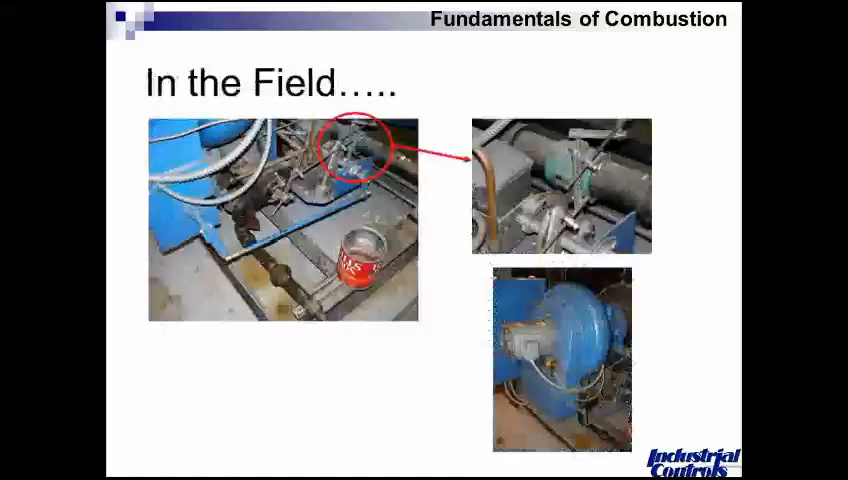 Fundamentals of Combustion
In the Field.....
Industrial
Controls